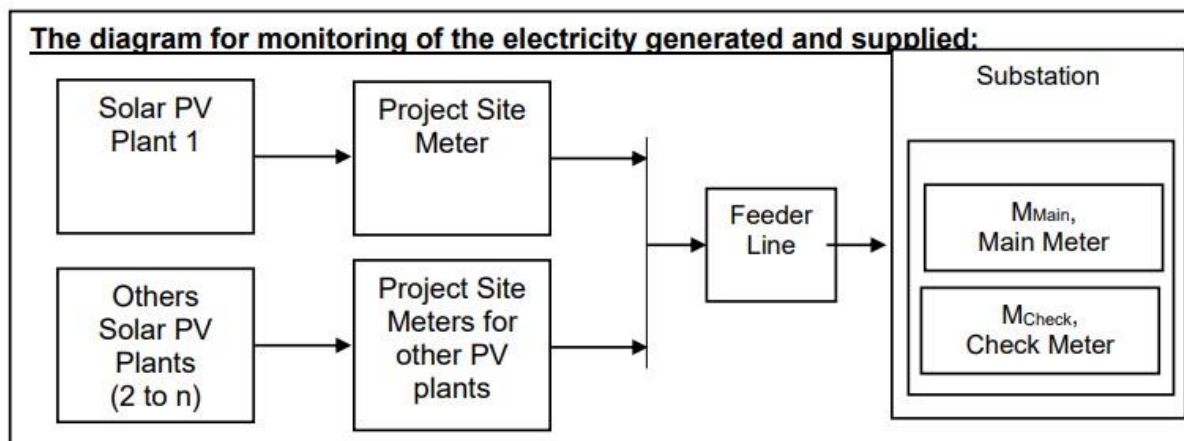 The diagram for monitoring of the electricity generated and supplied:
Solar PV
Plant 1
Project Site
Meter
Others
Solar PV
Plants
(2 to n)
Project Site
Meters for
other PV
plants
Feeder
Line
Substation
MMain,
Main Meter
MCheck,
Check Meter